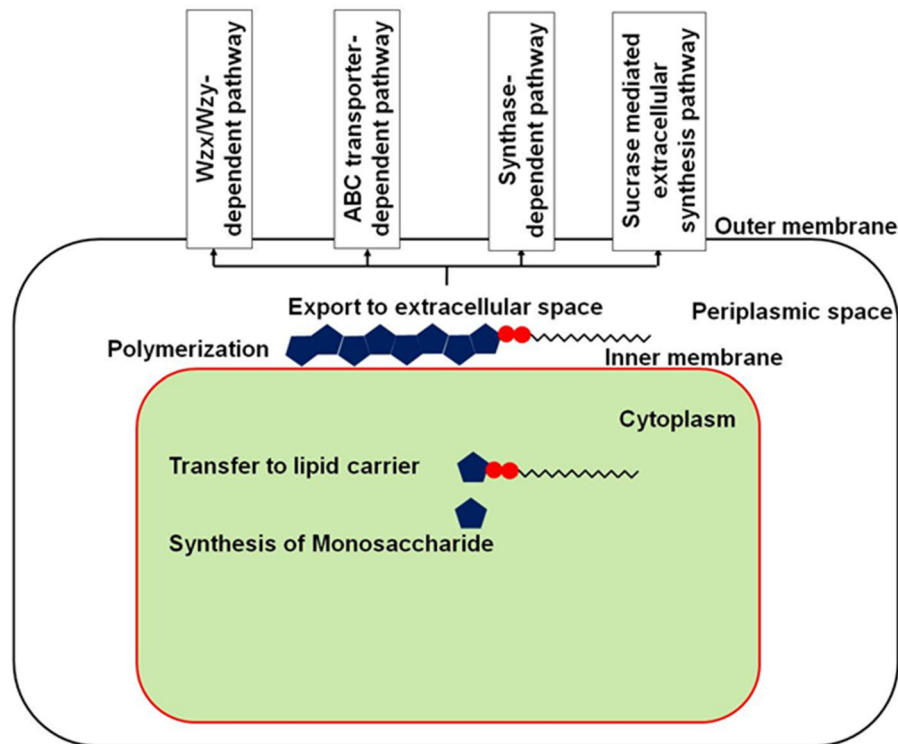 Wzx/Wzy-
dependent pathway
ABC transporter-
dependent pathway
Synthase-
dependent pathway
Sucrase mediated
extracellular
synthesis pathway
Outer membrane
Export to extracellular space
Periplasmic space
Polymerization
Inner membrane
Cytoplasm
Transfer to lipid carrier
Synthesis of Monosaccharide